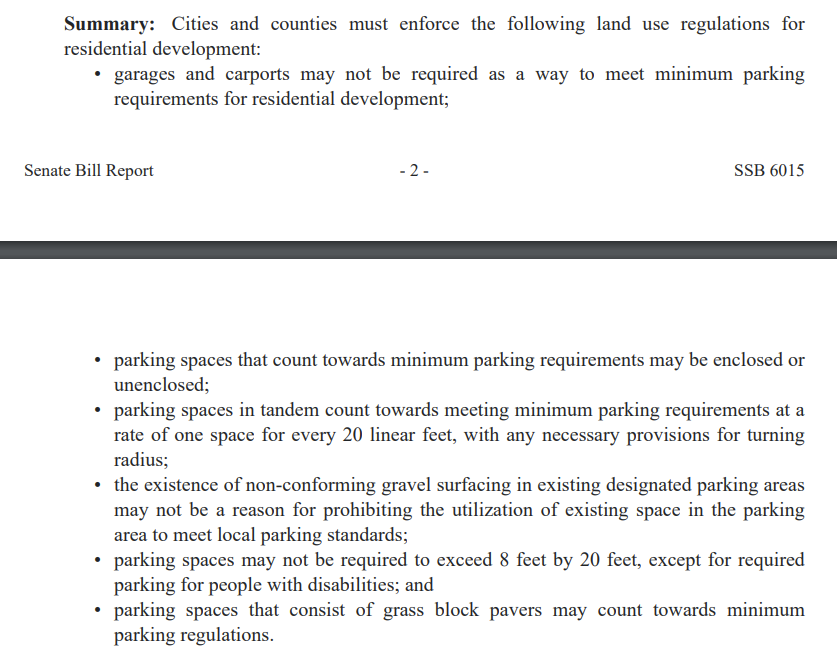 Summary: Cities and counties must enforce the following land use regulations for
residential development:
• garages and carports may not be required as a way to meet minimum parking
requirements for residential development;
Senate Bill Report - 2 - SSB 6015
• parking spaces that count towards minimum parking requirements may be enclosed or
unenclosed;
• parking spaces in tandem count towards meeting minimum parking requirements at a
rate of one space for every 20 linear feet, with any necessary provisions for turning
radius;
• the existence of non-conforming gravel surfacing in existing designated parking areas
may not be a reason for prohibiting the utilization of existing space in the parking
area to meet local parking standards;
• parking spaces may not be required to exceed 8 feet by 20 feet, except for required
parking for people with disabilities; and
• parking spaces that consist of grass block pavers may count towards minimum
parking regulations.